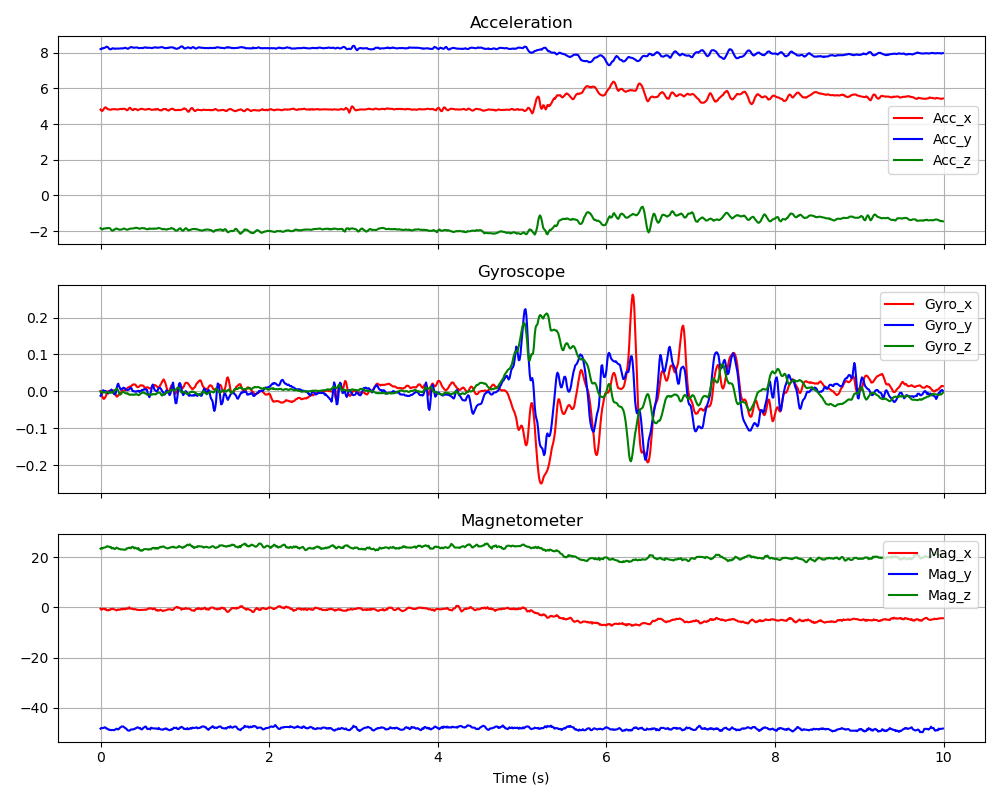 Acceleration
8
6
4
2
0
−2
Acc_x
Acc_y
Acc_z
Gyroscope
0.2
0.1
0.0
−0.1
−0.2
Gyro_x
Gyro_y
Gyro_z
Magnetometer
20
0
−20
−40
Mag_x
Mag_y
Mag_z
0 2 4 6 8 10
Time (s)